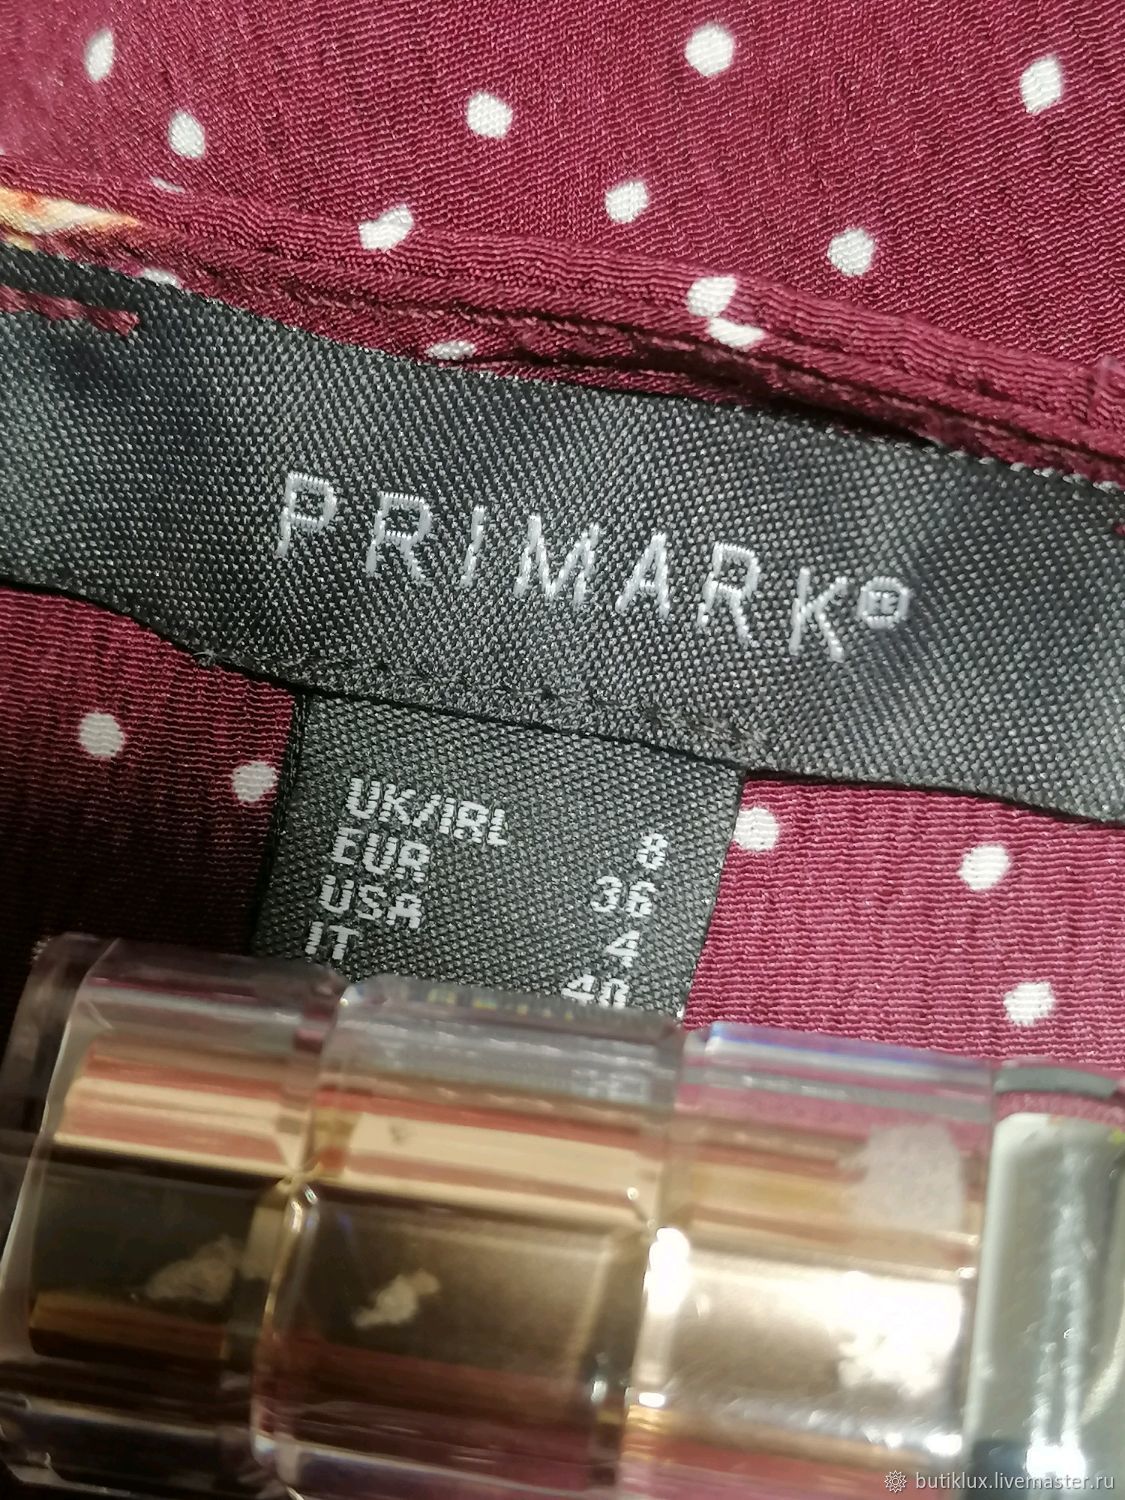 PRIMARK®
UK/IRL 8
EUR 36
USA 4
IT 40
butiklux.livemaster.ru